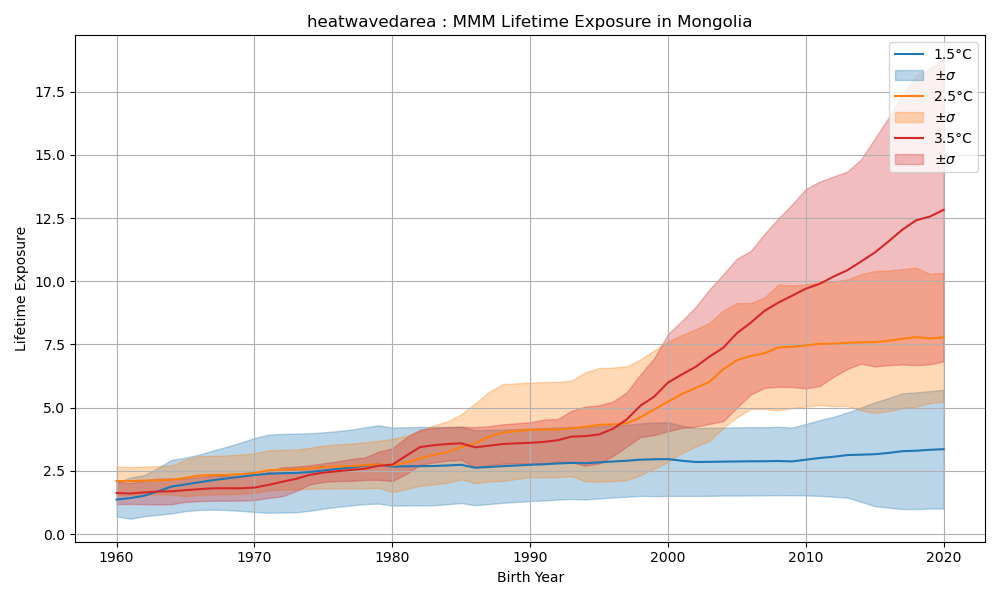 heatwavedarea : MMM Lifetime Exposure in Mongolia
1.5°C
±σ
2.5°C
±σ
3.5°C
±σ
17.5
15.0
12.5
10.0
7.5
5.0
2.5
0.0
Lifetime Exposure
1960 1970 1980 1990 2000 2010 2020
Birth Year